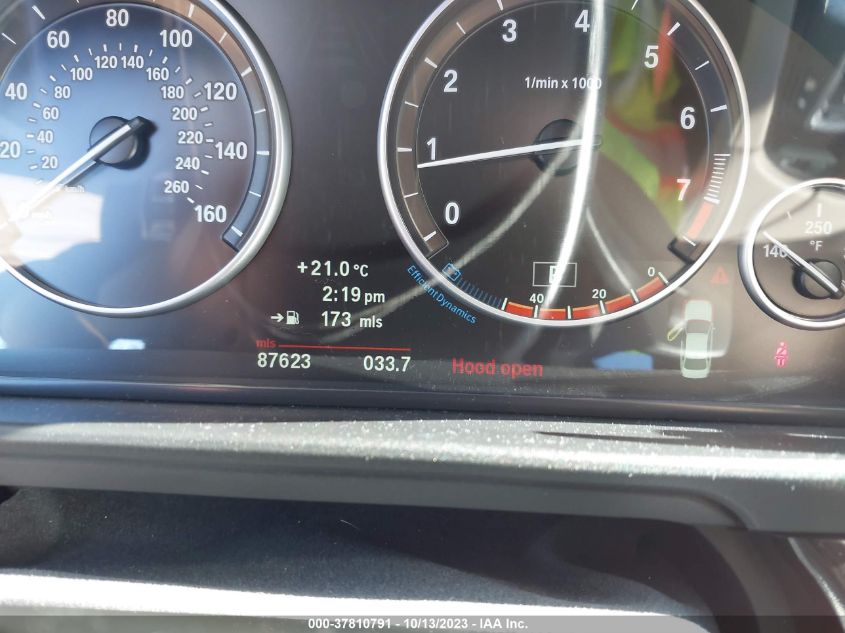 60 80 100
40 120
20 140
160
80 100 120 140 160 180
60 200
40 220
20 240
km/h 260
3 4
2 5
1/min x 1000
1 6
7
0
250
°F
140
+21.0 °C
2:19 pm
173 mls
EfficientDynamics
40 20 0
P
mls
87623 033.7
Hood open
000-37810791 - 10/13/2023 - IAA Inc.